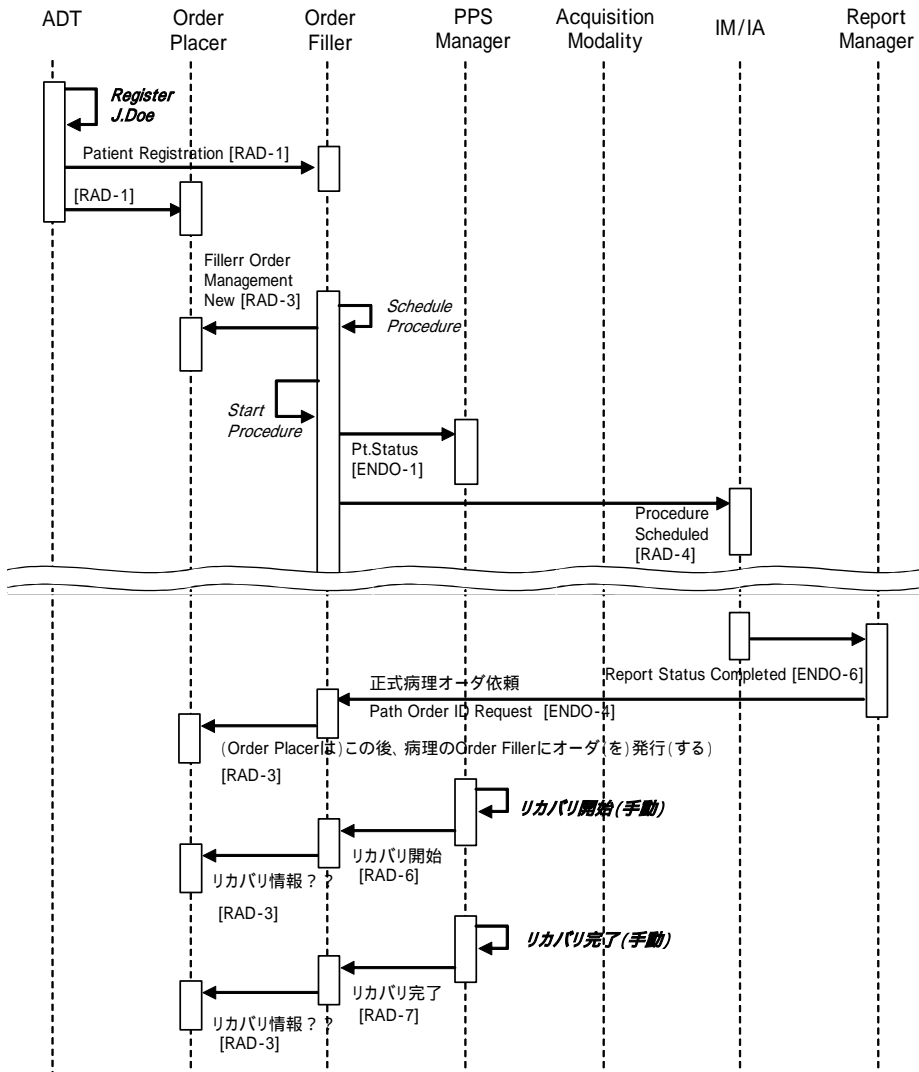 ADT
Order
Placer
Order
Filler
PPS
Manager
Acquisition
Modality
IM/IA
Report
Manager
Register
J.Doe
Patient Registration [RAD-1]
[RAD-1]
Fillerr Order
Management
New [RAD-3]
Schedule
Procedure
Start
Procedure
Pt.Status
[ENDO-1]
Procedure
Scheduled
[RAD-4]
Report Status Completed [ENDO-6]
正式病理オーダ依頼
Path Order ID Request [ENDO-4]
(Order Placerは)この後、病理のOrder Fillerにオーダ(を)発行(する)
[RAD-3]
リカバリ開始(手動)
リカバリ開始
[RAD-6]
リカバリ情報??
[RAD-3]
リカバリ完了(手動)
リカバリ完了
[RAD-7]
リカバリ情報??
[RAD-3]